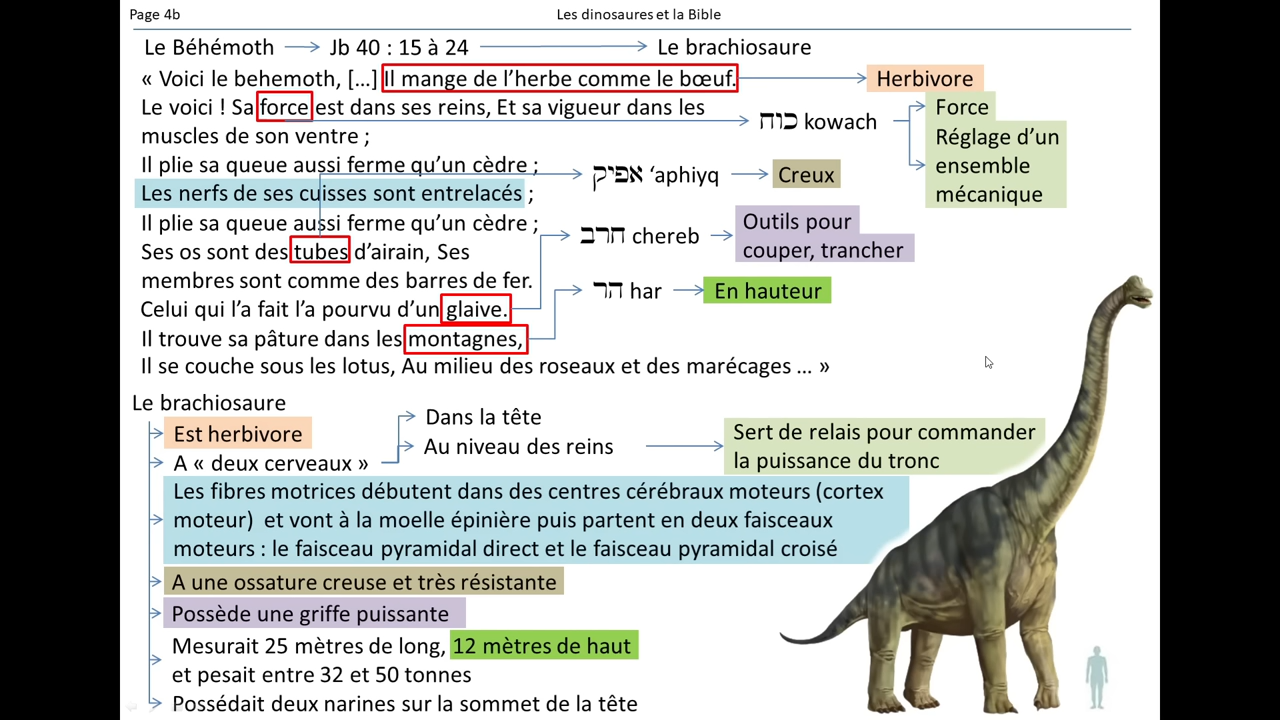 Page 4b
Les dinosaures et la Bible
Le Béhémoth Jb 40 : 15 à 24 Le brachiosaure
« Voici le behemoth, [...] Il mange de l'herbe comme le bœuf.
Herbivore
Le voici ! Sa force est dans ses reins, Et sa vigueur dans les
muscles de son ventre ;
כוח kowach
Force
Réglage d'un
ensemble
mécanique
Il plie sa queue aussi ferme qu'un cèdre ;
אפיק 'aphiyq
Creux
Les nerfs de ses cuisses sont entrelacés ;
Il plie sa queue aussi ferme qu'un cèdre ;
חרב chereb
Outils pour
couper, trancher
Ses os sont des tubes d'airain, Ses
membres sont comme des barres de fer.
הר har
En hauteur
Celui qui l'a fait l'a pourvu d'un glaive.
Il trouve sa pâture dans les montagnes,
Il se couche sous les lotus, Au milieu des roseaux et des marécages ... »
Le brachiosaure
Est herbivore
A « deux cerveaux »
Dans la tête
Au niveau des reins
Sert de relais pour commander
la puissance du tronc
Les fibres motrices débutent dans des centres cérébraux moteurs (cortex
moteur) et vont à la moelle épinière puis partent en deux faisceaux
moteurs : le faisceau pyramidal direct et le faisceau pyramidal croisé
A une ossature creuse et très résistante
Possède une griffe puissante
Mesurait 25 mètres de long, 12 mètres de haut
et pesait entre 32 et 50 tonnes
Possédait deux narines sur la sommet de la tête